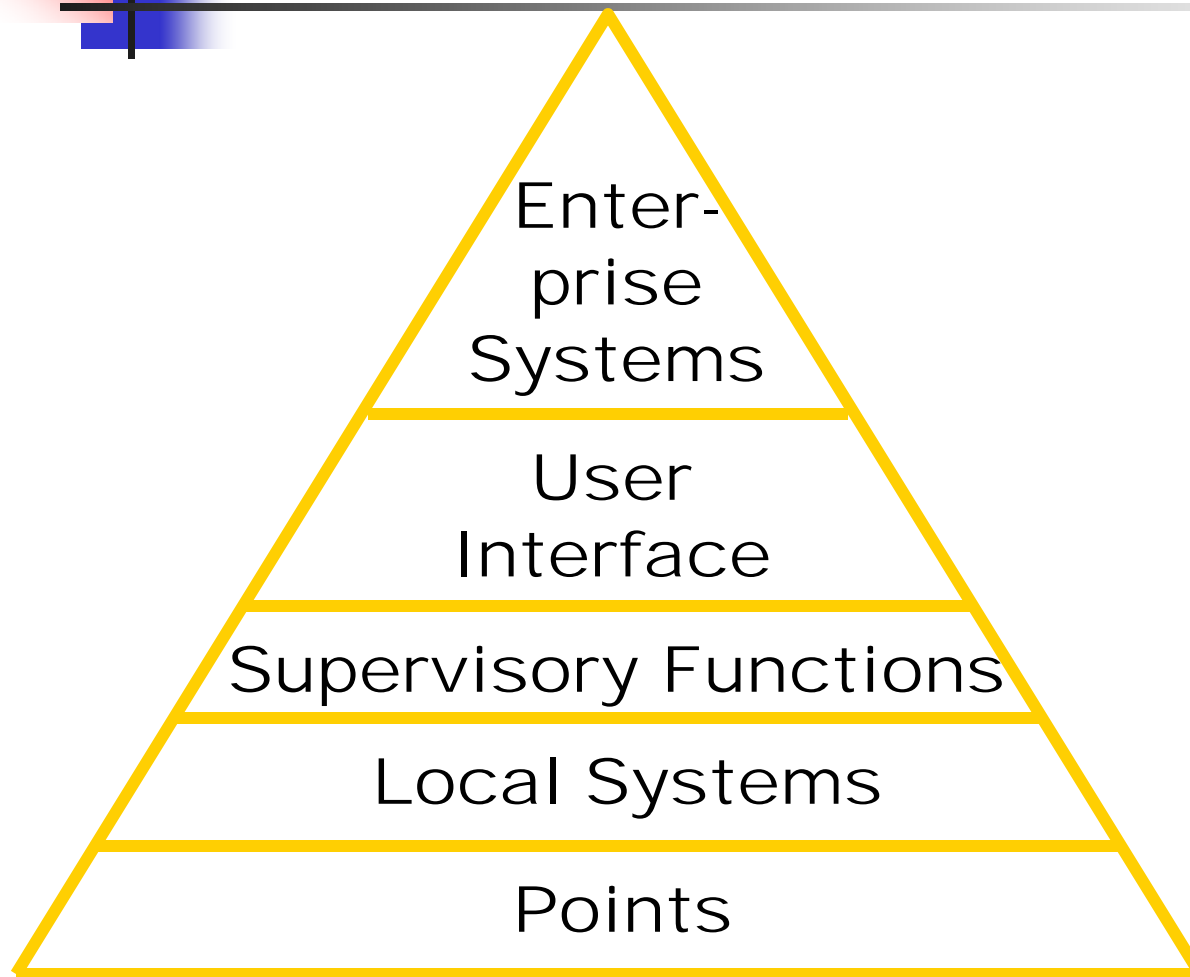 Enter-
prise
Systems
User
Interface
Supervisory Functions
Local Systems
Points